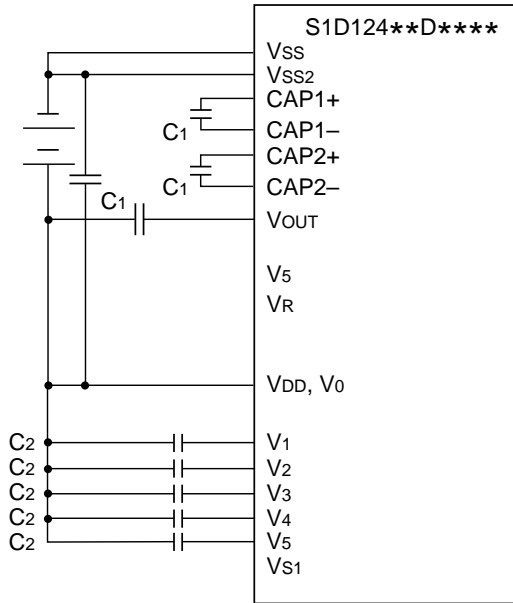 S1D124**D****
VSS
VSS2
CAP1+
C1 CAP1–
CAP2+
C1 CAP2–
C1
VOUT
V5
VR
VDD, V0
C2 V1
C2 V2
C2 V3
C2 V4
C2 V5
VS1